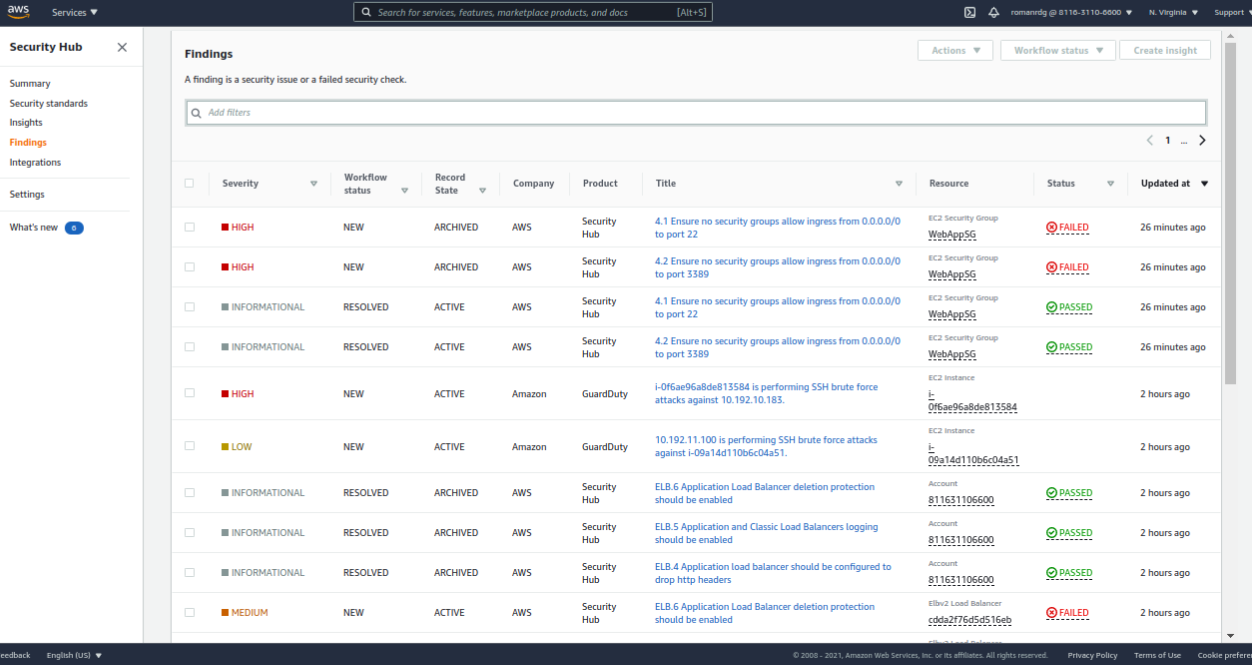 aws Services ▼ Search for services, features, marketplace products, and docs [Alt+S] romanrdg @ 8116-3110-6600 ▼ N. Virginia ▼ Support
Security Hub
Summary
Security standards
Insights
Findings
Integrations
Settings
What's new 6
Findings
Actions ▼ Workflow status ▼ Create insight
A finding is a security issue or a failed security check.
Add filters
1 ...
Severity Workflow status Record State Company Product Title Resource Status Updated at ▼
HIGH NEW ARCHIVED AWS Security Hub 4.1 Ensure no security groups allow ingress from 0.0.0.0/0 to port 22 EC2 Security Group WebAppSG FAILED 26 minutes ago
HIGH NEW ARCHIVED AWS Security Hub 4.2 Ensure no security groups allow ingress from 0.0.0.0/0 to port 3389 EC2 Security Group WebAppSG FAILED 26 minutes ago
INFORMATIONAL RESOLVED ACTIVE AWS Security Hub 4.1 Ensure no security groups allow ingress from 0.0.0.0/0 to port 22 EC2 Security Group WebAppSG PASSED 26 minutes ago
INFORMATIONAL RESOLVED ACTIVE AWS Security Hub 4.2 Ensure no security groups allow ingress from 0.0.0.0/0 to port 3389 EC2 Security Group WebAppSG PASSED 26 minutes ago
HIGH NEW ACTIVE Amazon GuardDuty i-0f6ae96a8de813584 is performing SSH brute force attacks against 10.192.10.183. EC2 Instance i-0f6ae96a8de813584 2 hours ago
LOW NEW ACTIVE Amazon GuardDuty 10.192.11.100 is performing SSH brute force attacks against i-09a14d110b6c04a51. EC2 Instance i-09a14d110b6c04a51 2 hours ago
INFORMATIONAL RESOLVED ARCHIVED AWS Security Hub ELB.6 Application Load Balancer deletion protection should be enabled Account 811631106600 PASSED 2 hours ago
INFORMATIONAL RESOLVED ARCHIVED AWS Security Hub ELB.5 Application and Classic Load Balancers logging should be enabled Account 811631106600 PASSED 2 hours ago
INFORMATIONAL RESOLVED ARCHIVED AWS Security Hub ELB.4 Application load balancer should be configured to drop http headers Account 811631106600 PASSED 2 hours ago
MEDIUM NEW ACTIVE AWS Security Hub ELB.6 Application Load Balancer deletion protection should be enabled Elbv2 Load Balancer cdda2f76d5d516eb FAILED 2 hours ago
eedback English (US) ▼ © 2008 - 2021, Amazon Web Services, Inc. or its affiliates. All rights reserved. Privacy Policy Terms of Use Cookie prefere